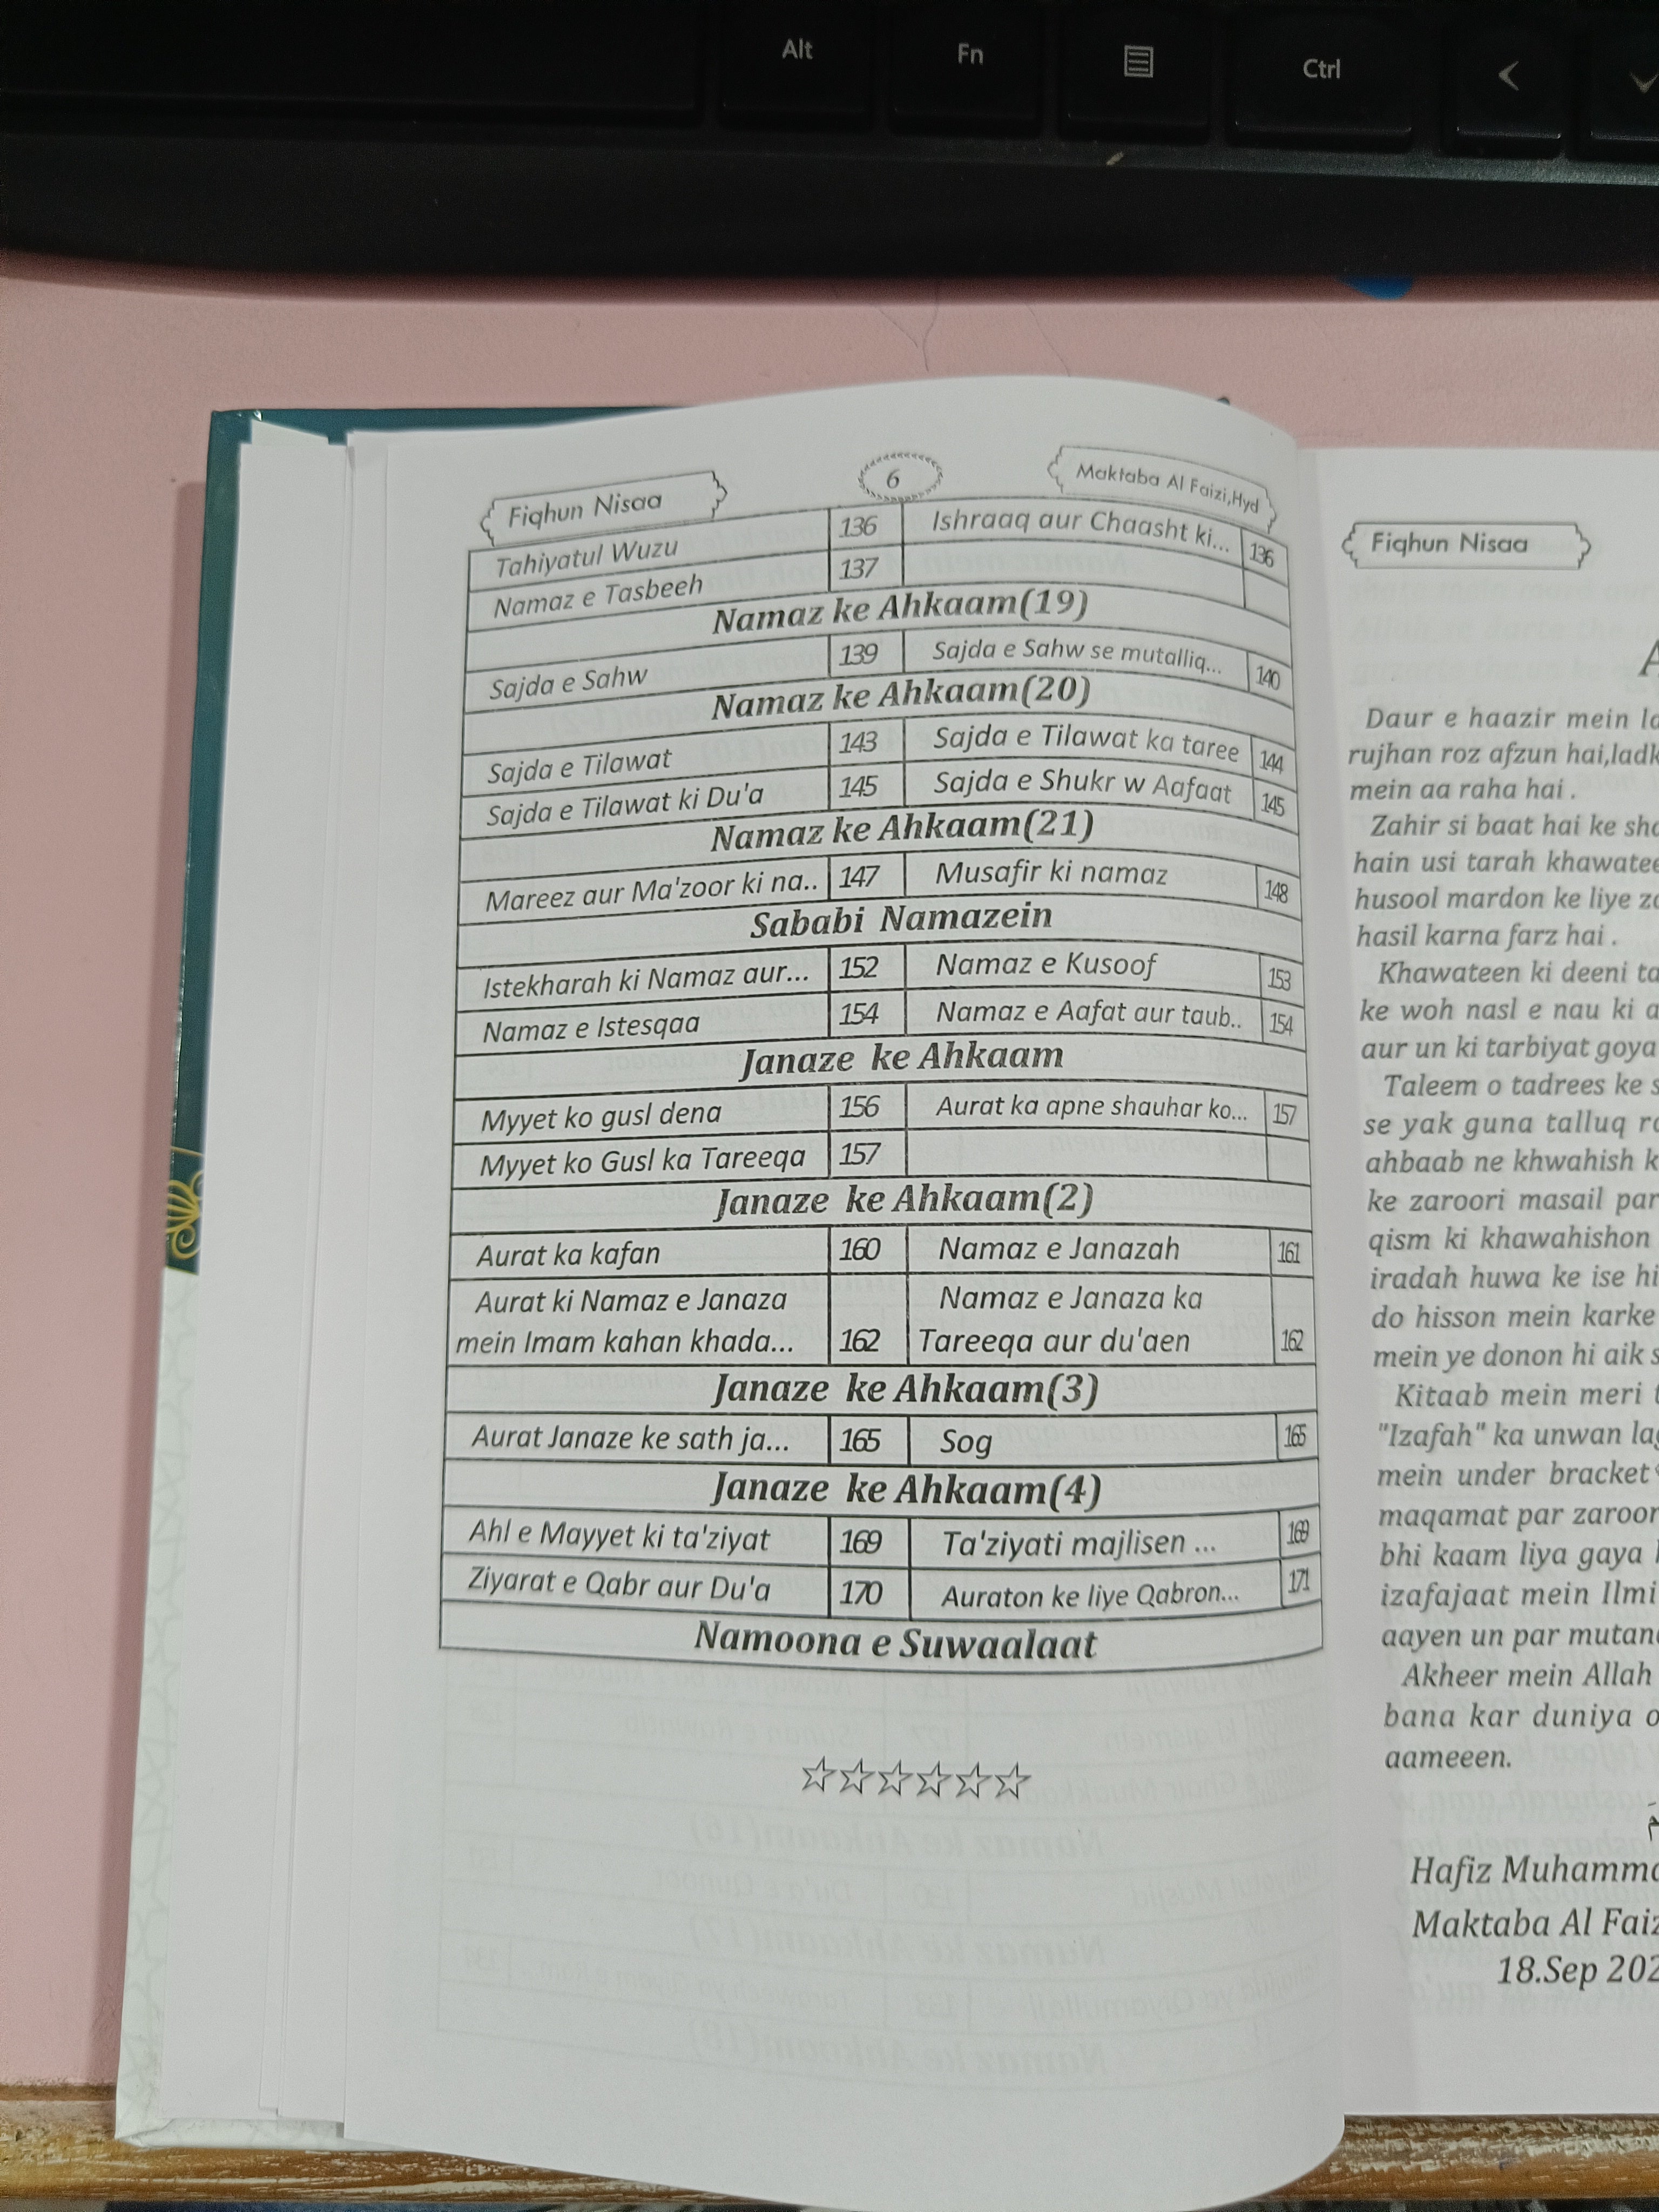 Alt Fn Ctrl
Fiqhun Nisaa 6 Maktaba Al Faizi,Hyd
Tahiyatul Wuzu 136 Ishraaq aur Chaasht ki... 136
Namaz e Tasbeeh 137
Namaz ke Ahkaam(19)
Sajda e Sahw 139 Sajda e Sahw se mutalliq... 140
Namaz ke Ahkaam(20)
Sajda e Tilawat 143 Sajda e Tilawat ka taree 144
Sajda e Tilawat ki Du'a 145 Sajda e Shukr w Aafaat 145
Namaz ke Ahkaam(21)
Mareez aur Ma'zoor ki na.. 147 Musafir ki namaz 148
Sababi Namazein
Istekharah ki Namaz aur... 152 Namaz e Kusoof 153
Namaz e Istesqaa 154 Namaz e Aafat aur taub.. 154
Janaze ke Ahkaam
Myyet ko gusl dena 156 Aurat ka apne shauhar ko... 157
Myyet ko Gusl ka Tareeqa 157
Janaze ke Ahkaam(2)
Aurat ka kafan 160 Namaz e Janazah 161
Aurat ki Namaz e Janaza Namaz e Janaza ka
mein Imam kahan khada... 162 Tareeqa aur du'aen 162
Janaze ke Ahkaam(3)
Aurat Janaze ke sath ja... 165 Sog 165
Janaze ke Ahkaam(4)
Ahl e Mayyet ki ta'ziyat 169 Ta'ziyati majlisen ... 169
Ziyarat e Qabr aur Du'a 170 Auraton ke liye Qabron... 171
Namoona e Suwaalaat
Fiqhun Nisaa
Daur e haazir mein
rujhan roz afzun hai,
mein aa raha hai .
Zahir si baat hai ke
hain usi tarah
husool mardon ke liye
hasil karna farz hai .
Khawateen ki deeni
ke woh nasl e nau ki
aur un ki tarbiyat goya
Taleem o tadrees ke
se yak guna talluq
ahbaab ne khwahish
ke zaroori masail par
qism ki khawahishon
iradah huwa ke ise
do hisson mein karke
mein ye donon hi aik
Kitaab mein meri
"Izafah" ka unwan
mein under bracket
maqamat par
bhi kaam liya gaya
izafajaat mein Ilmi
aayen un par
Akheer mein Allah
bana kar duniya
aameeen.
Hafiz
Maktaba Al
18.Sep